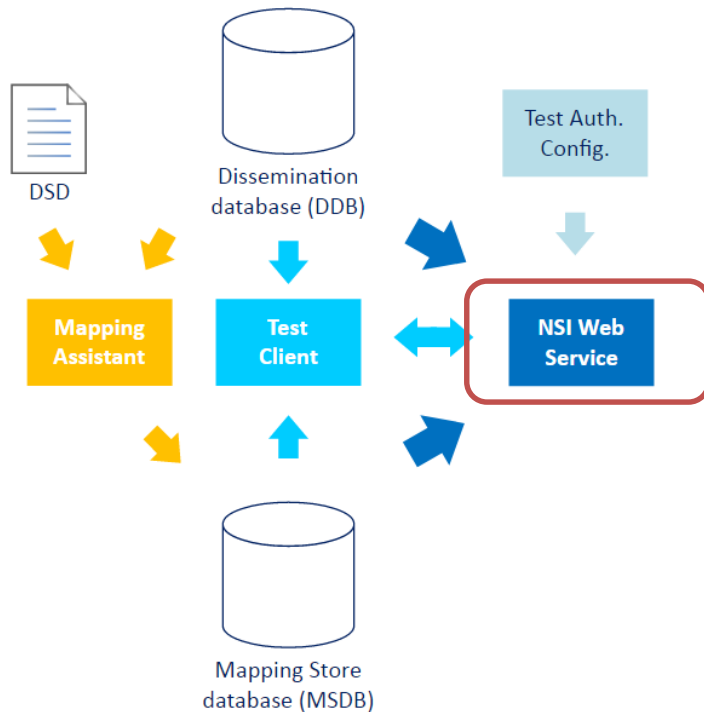 Test Auth.
Config.
DSD
Dissemination
database (DDB)
Mapping
Assistant
Test
Client
NSI Web
Service
Mapping Store
database (MSDB)